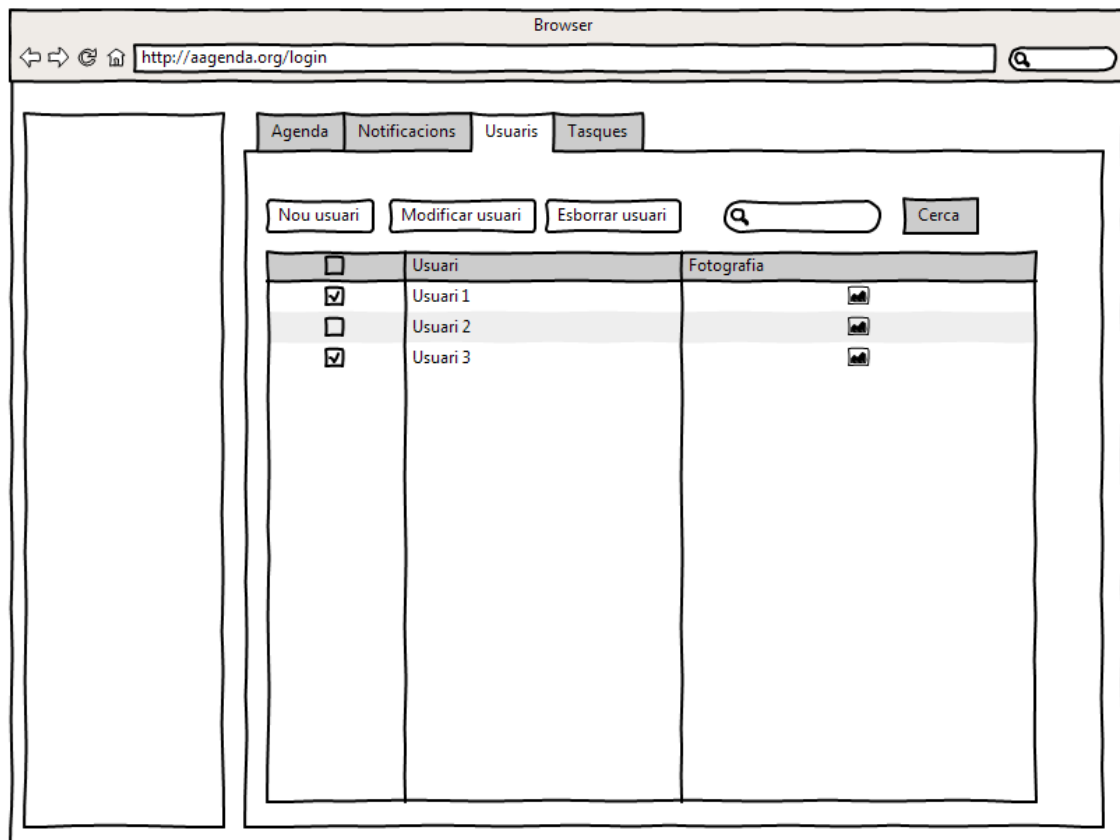 Browser
http://aagenda.org/login
Agenda Notificacions Usuaris Tasques
Nou usuari Modificar usuari Esborrar usuari Cerca
Usuari Fotografia
Usuari 1
Usuari 2
Usuari 3